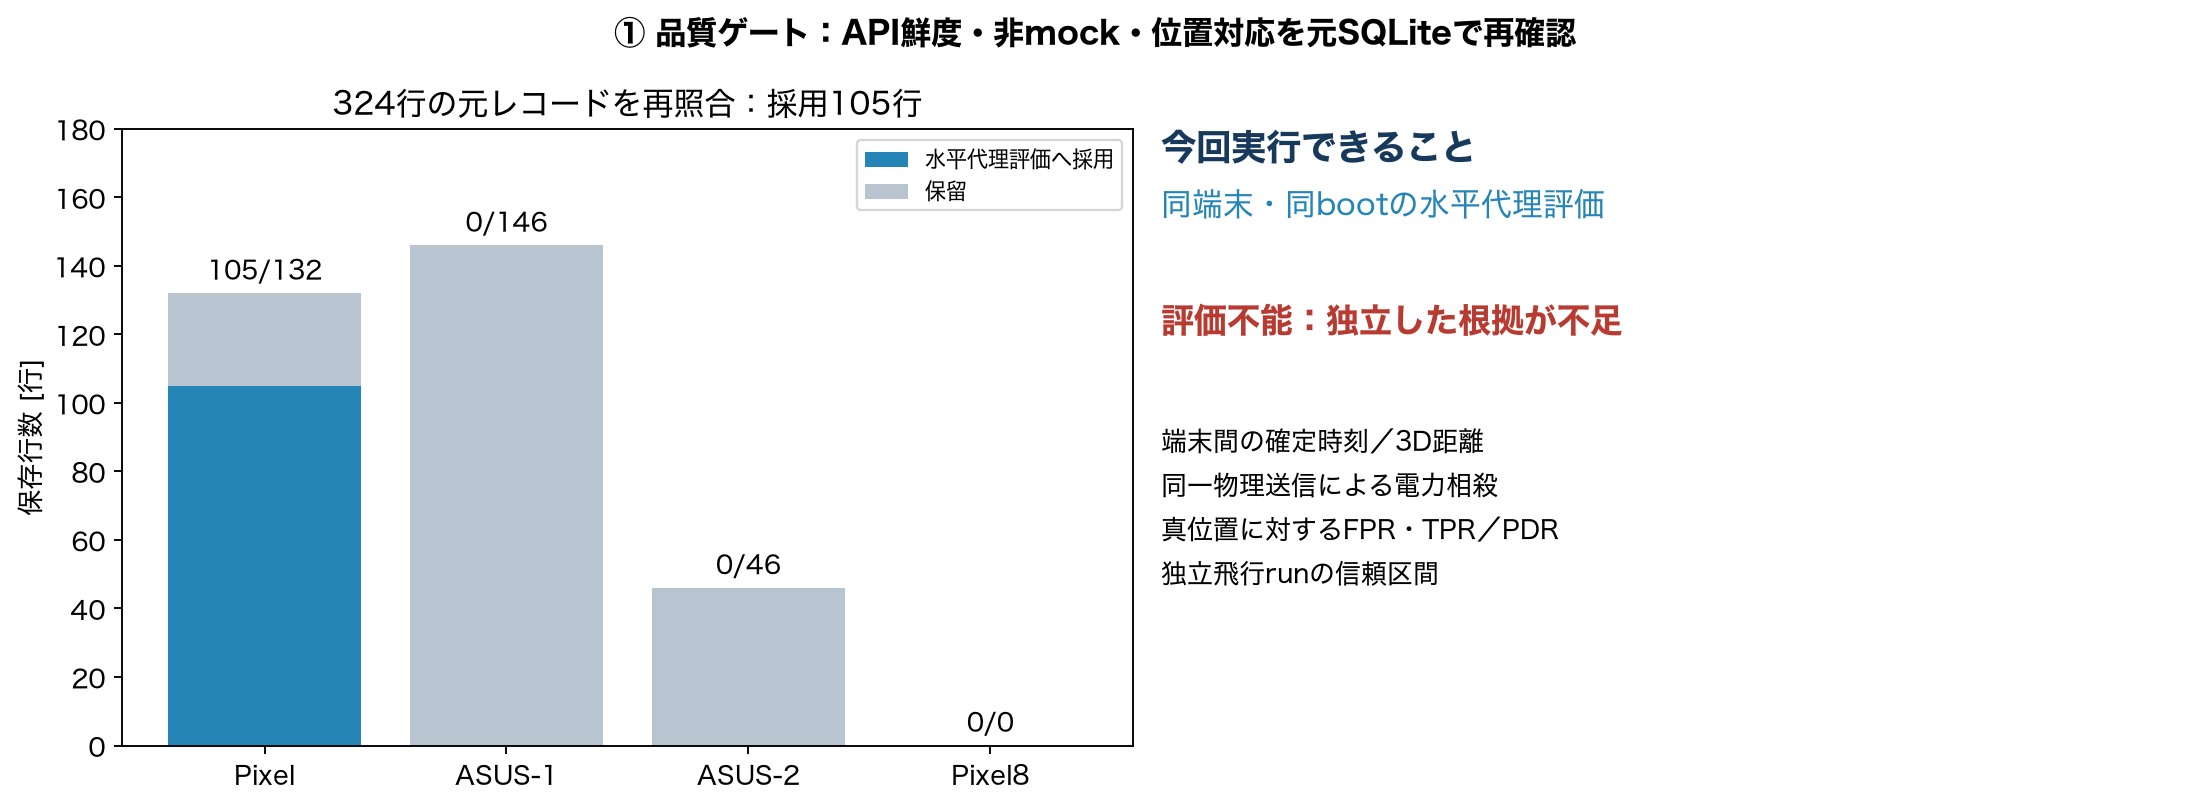 ① 品質ゲート：API鮮度・非mock・位置対応を元SQLiteで再確認
324行の元レコードを再照合：採用105行
保存行数 [行]
180
160
140
120
100
80
60
40
20
0
水平代理評価へ採用
保留
105/132
0/146
0/46
0/0
Pixel
ASUS-1
ASUS-2
Pixel8
今回実行できること
同端末・同bootの水平代理評価
評価不能：独立した根拠が不足
端末間の確定時刻／3D距離
同一物理送信による電力相殺
真位置に対するFPR・TPR／PDR
独立飛行runの信頼区間